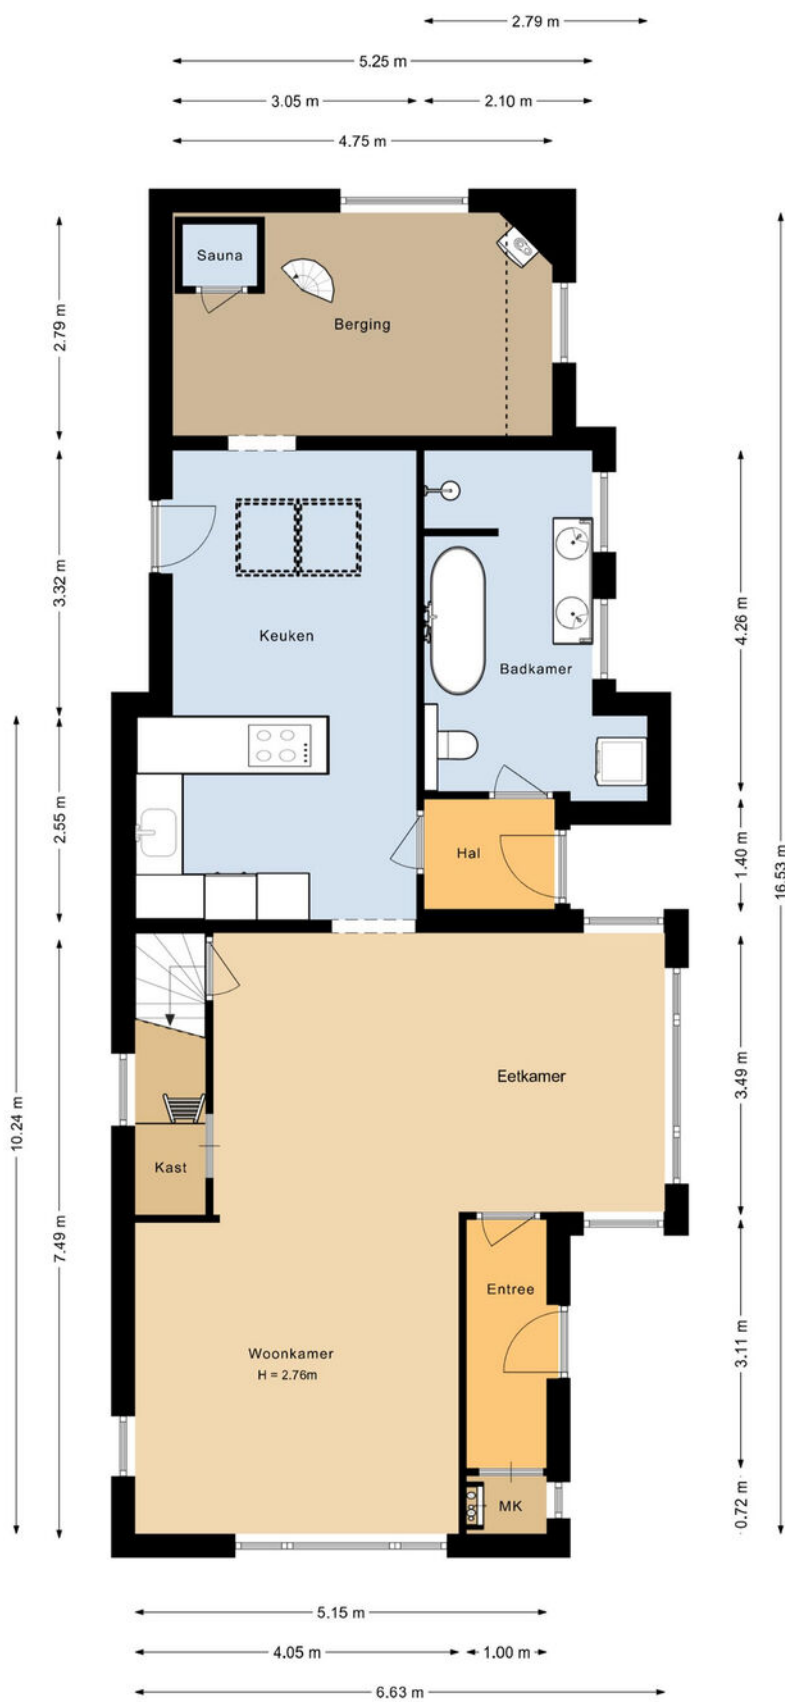 2.79 m
5.25 m
3.05 m
2.10 m
4.75 m
Sauna
Berging
2.79 m
3.32 m
Keuken
Badkamer
4.26 m
2.55 m
Hal
1.40 m
16.53 m
Eetkamer
3.49 m
10.24 m
Kast
7.49 m
Entree
Woonkamer
H = 2.76m
3.11 m
MK
0.72 m
5.15 m
4.05 m
1.00 m
6.63 m